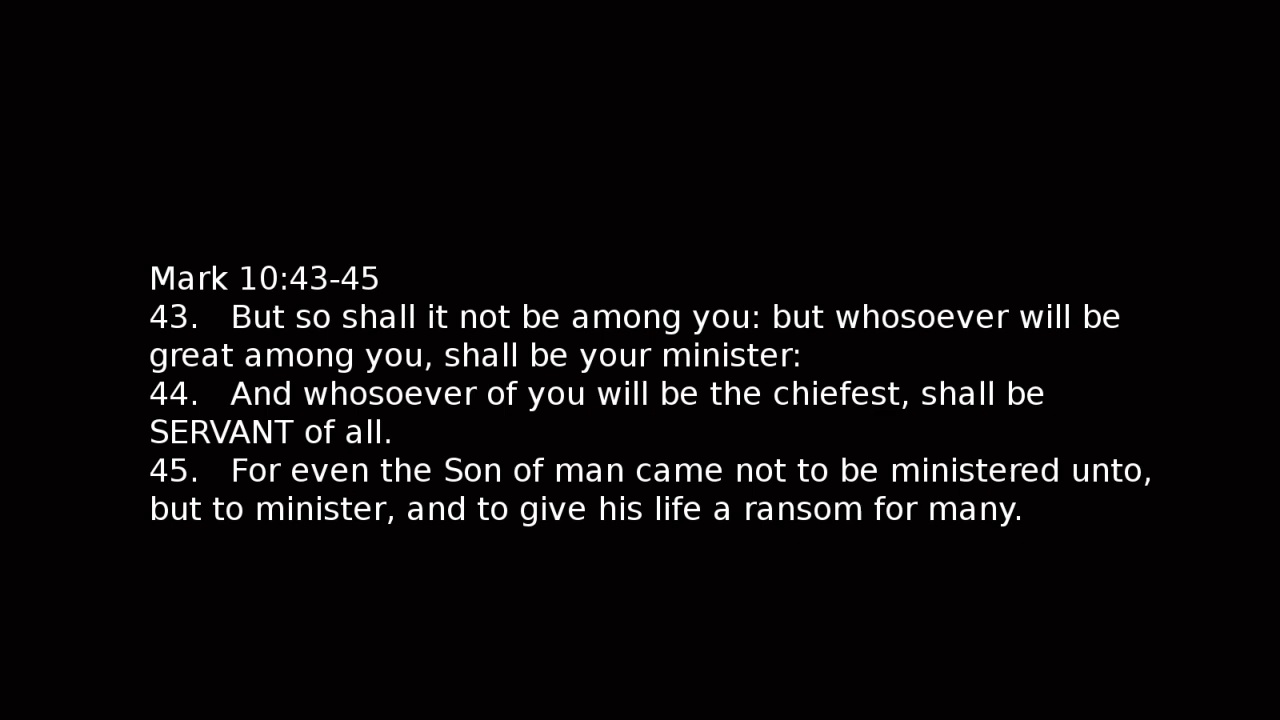 Mark 10:43-45
43.   But so shall it not be among you: but whosoever will be
great among you, shall be your minister:
44.   And whosoever of you will be the chiefest, shall be
SERVANT of all.
45.   For even the Son of man came not to be ministered unto,
but to minister, and to give his life a ransom for many.